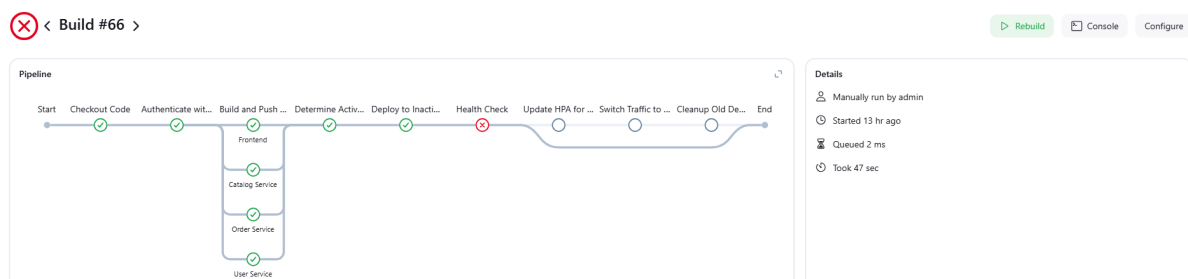 Build #66
Rebuild
Console
Configure
Pipeline
Start
Checkout Code
Authenticate wit...
Build and Push ...
Determine Activ...
Deploy to Inacti...
Health Check
Update HPA for ...
Switch Traffic to ...
Cleanup Old De...
End
Frontend
Catalog Service
Order Service
User Service
Details
Manually run by admin
Started 13 hr ago
Queued 2 ms
Took 47 sec